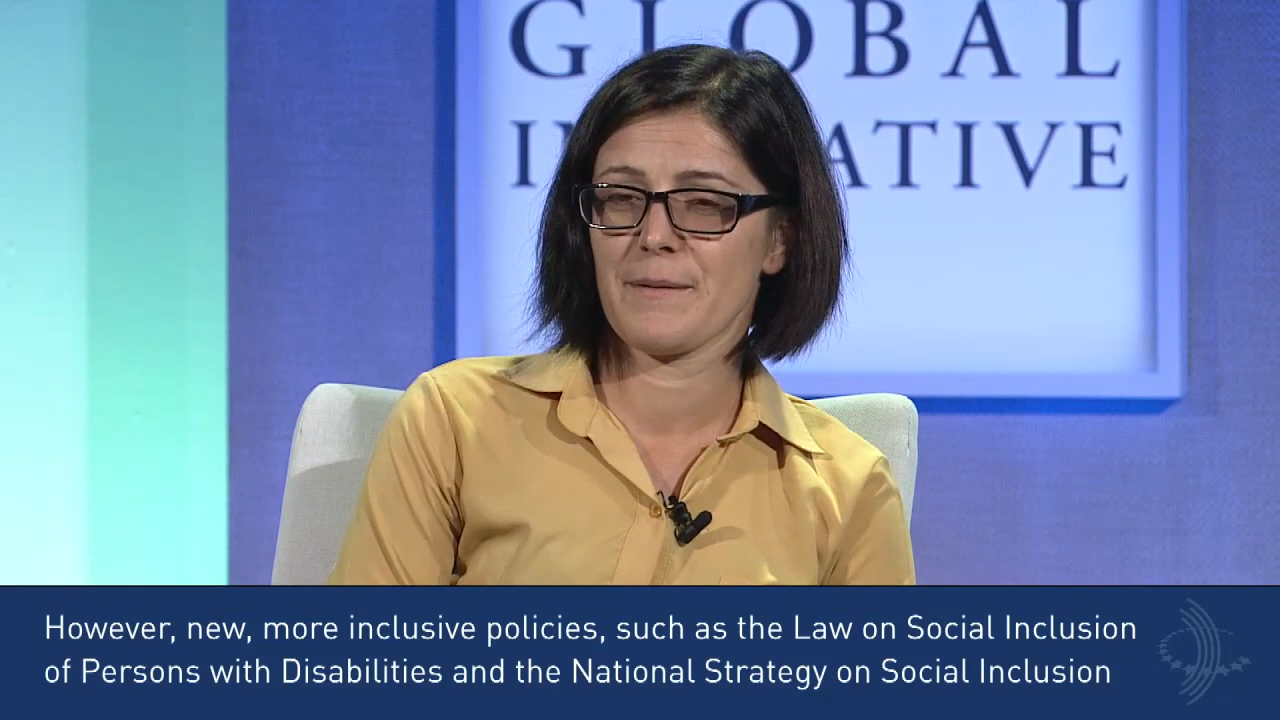 GLOBAL
However, new, more inclusive policies, such as the Law on Social Inclusion
of Persons with Disabilities and the National Strategy on Social Inclusion